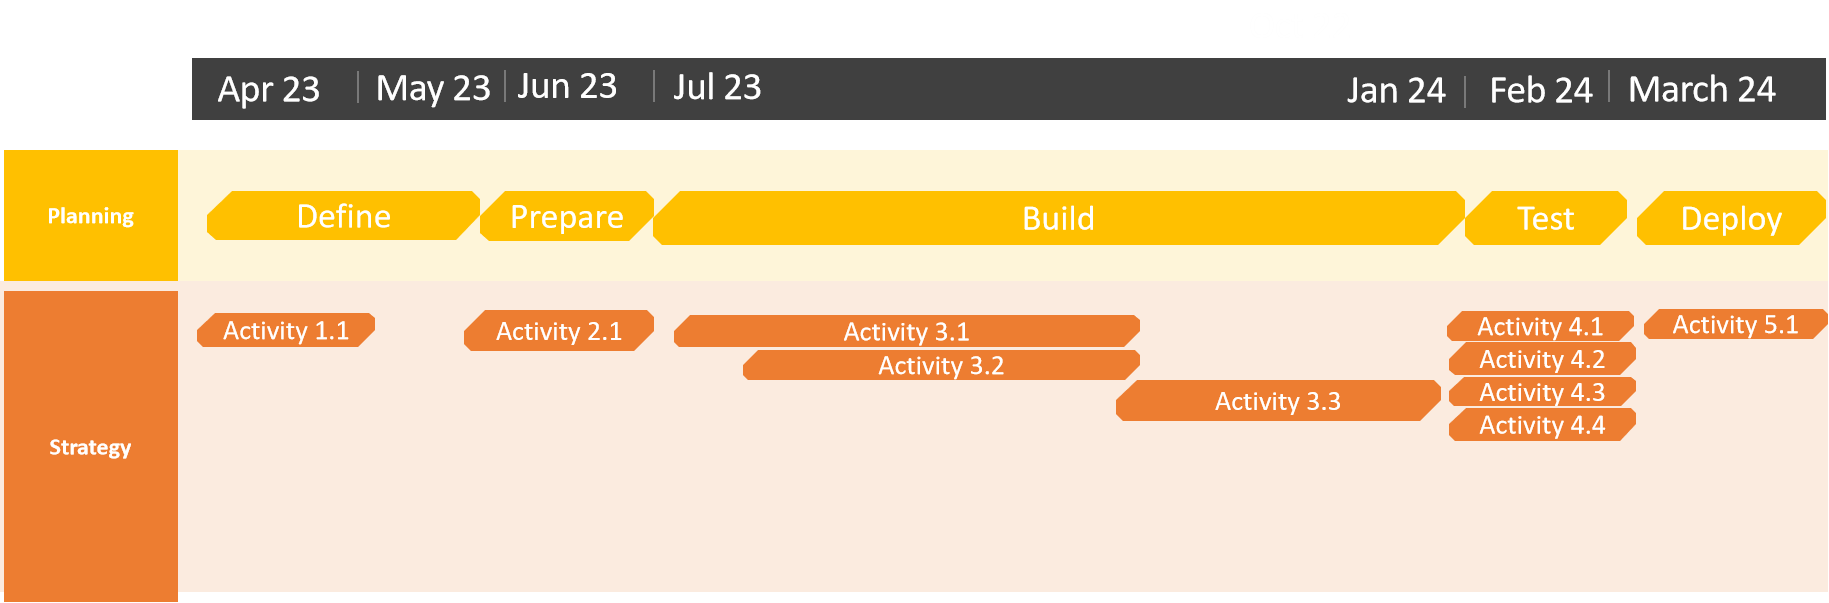 Apr 23
May 23
Jun 23
Jul 23
Jan 24
Feb 24
March 24
Planning
Define
Prepare
Build
Test
Deploy
Strategy
Activity 1.1
Activity 2.1
Activity 3.1
Activity 3.2
Activity 3.3
Activity 4.1
Activity 4.2
Activity 4.3
Activity 4.4
Activity 5.1